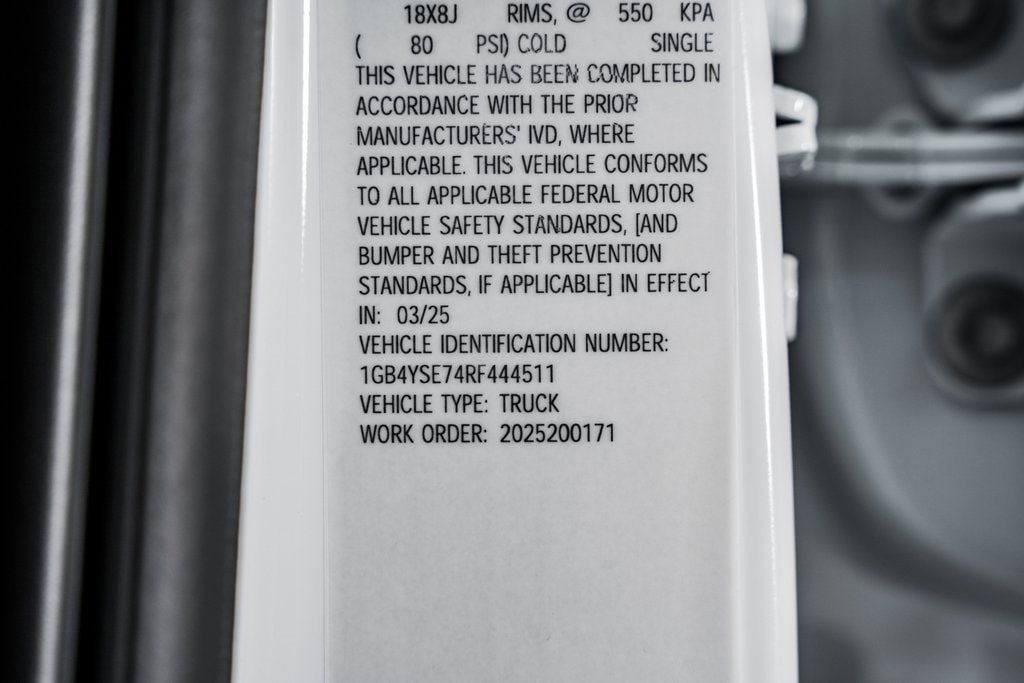 18X8J RIMS, @ 550 KPA
( 80 PSI) COLD SINGLE
THIS VEHICLE HAS BEEN COMPLETED IN
ACCORDANCE WITH THE PRIOR
MANUFACTURERS' IVD, WHERE
APPLICABLE. THIS VEHICLE CONFORMS
TO ALL APPLICABLE FEDERAL MOTOR
VEHICLE SAFETY STANDARDS, [AND
BUMPER AND THEFT PREVENTION
STANDARDS, IF APPLICABLE] IN EFFECT
IN: 03/25
VEHICLE IDENTIFICATION NUMBER:
1GB4YSE74RF444511
VEHICLE TYPE: TRUCK
WORK ORDER: 2025200171